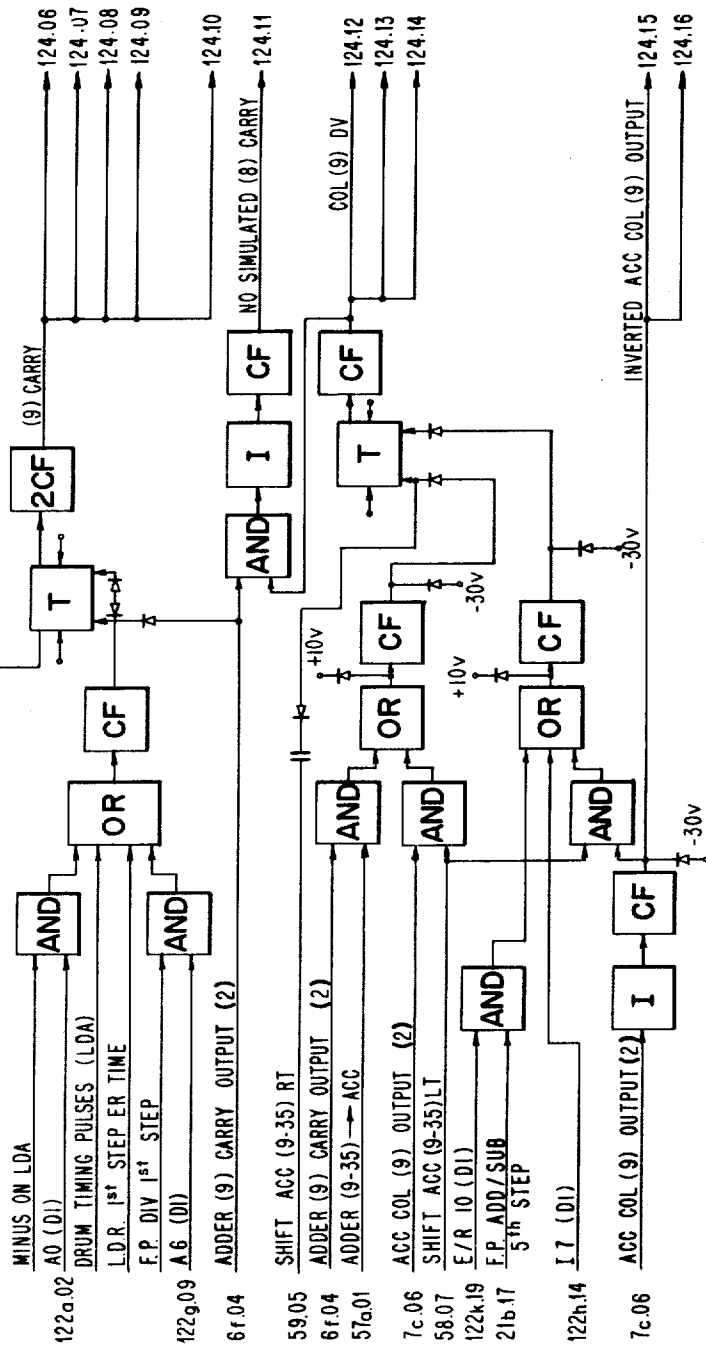 MINUS ON LDA
122a.02 AO (DI)
DRUM TIMING PULSES (LDA)
L.D.R. 1st STEP ER TIME
F.P. DIV 1st STEP
122g.09 A6 (DI)
6f.04 ADDER (9) CARRY OUTPUT (2)
59.05 SHIFT ACC (9-35) RT
6f.04 ADDER (9) CARRY OUTPUT (2)
57a.01 ADDER (9-35) → ACC
7c.06 ACC COL (9) OUTPUT (2)
58.07 SHIFT ACC (9-35) LT
122k.19 E/R 10 (DI)
21b.17 F.P. ADD/SUB
5th STEP
122h.14 I7 (DI)
7c.06 ACC COL (9) OUTPUT (2)
AND
AND
OR
CF
T
2CF
(9) CARRY
124.06
124.07
124.08
124.09
124.10
AND
I
CF
NO SIMULATED (8) CARRY
124.11
AND
AND
OR
+10v
CF
-30v
T
CF
COL (9) DV
124.12
124.13
124.14
AND
AND
OR
+10v
CF
-30v
I
CF
-30v
INVERTED ACC COL (9) OUTPUT
124.15
124.16